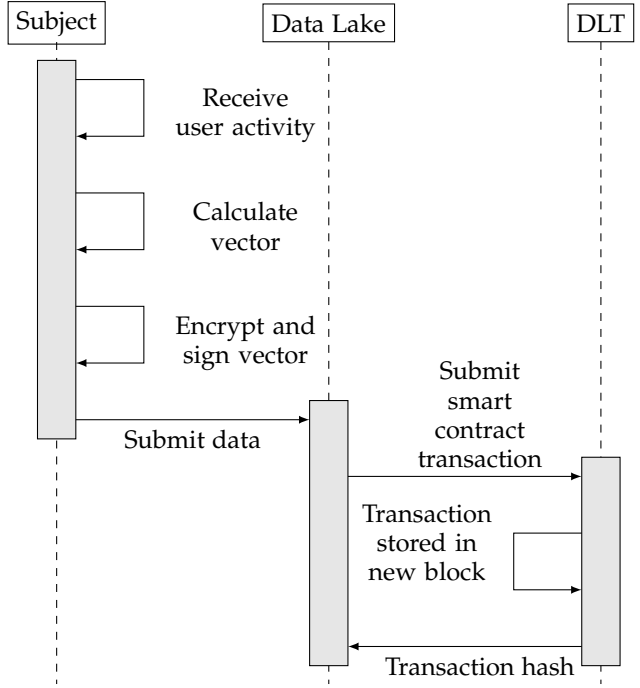 Subject
Data Lake
DLT
Receive
user activity
Calculate
vector
Encrypt and
sign vector
Submit data
Submit
smart
contract
transaction
Transaction
stored in
new block
Transaction hash